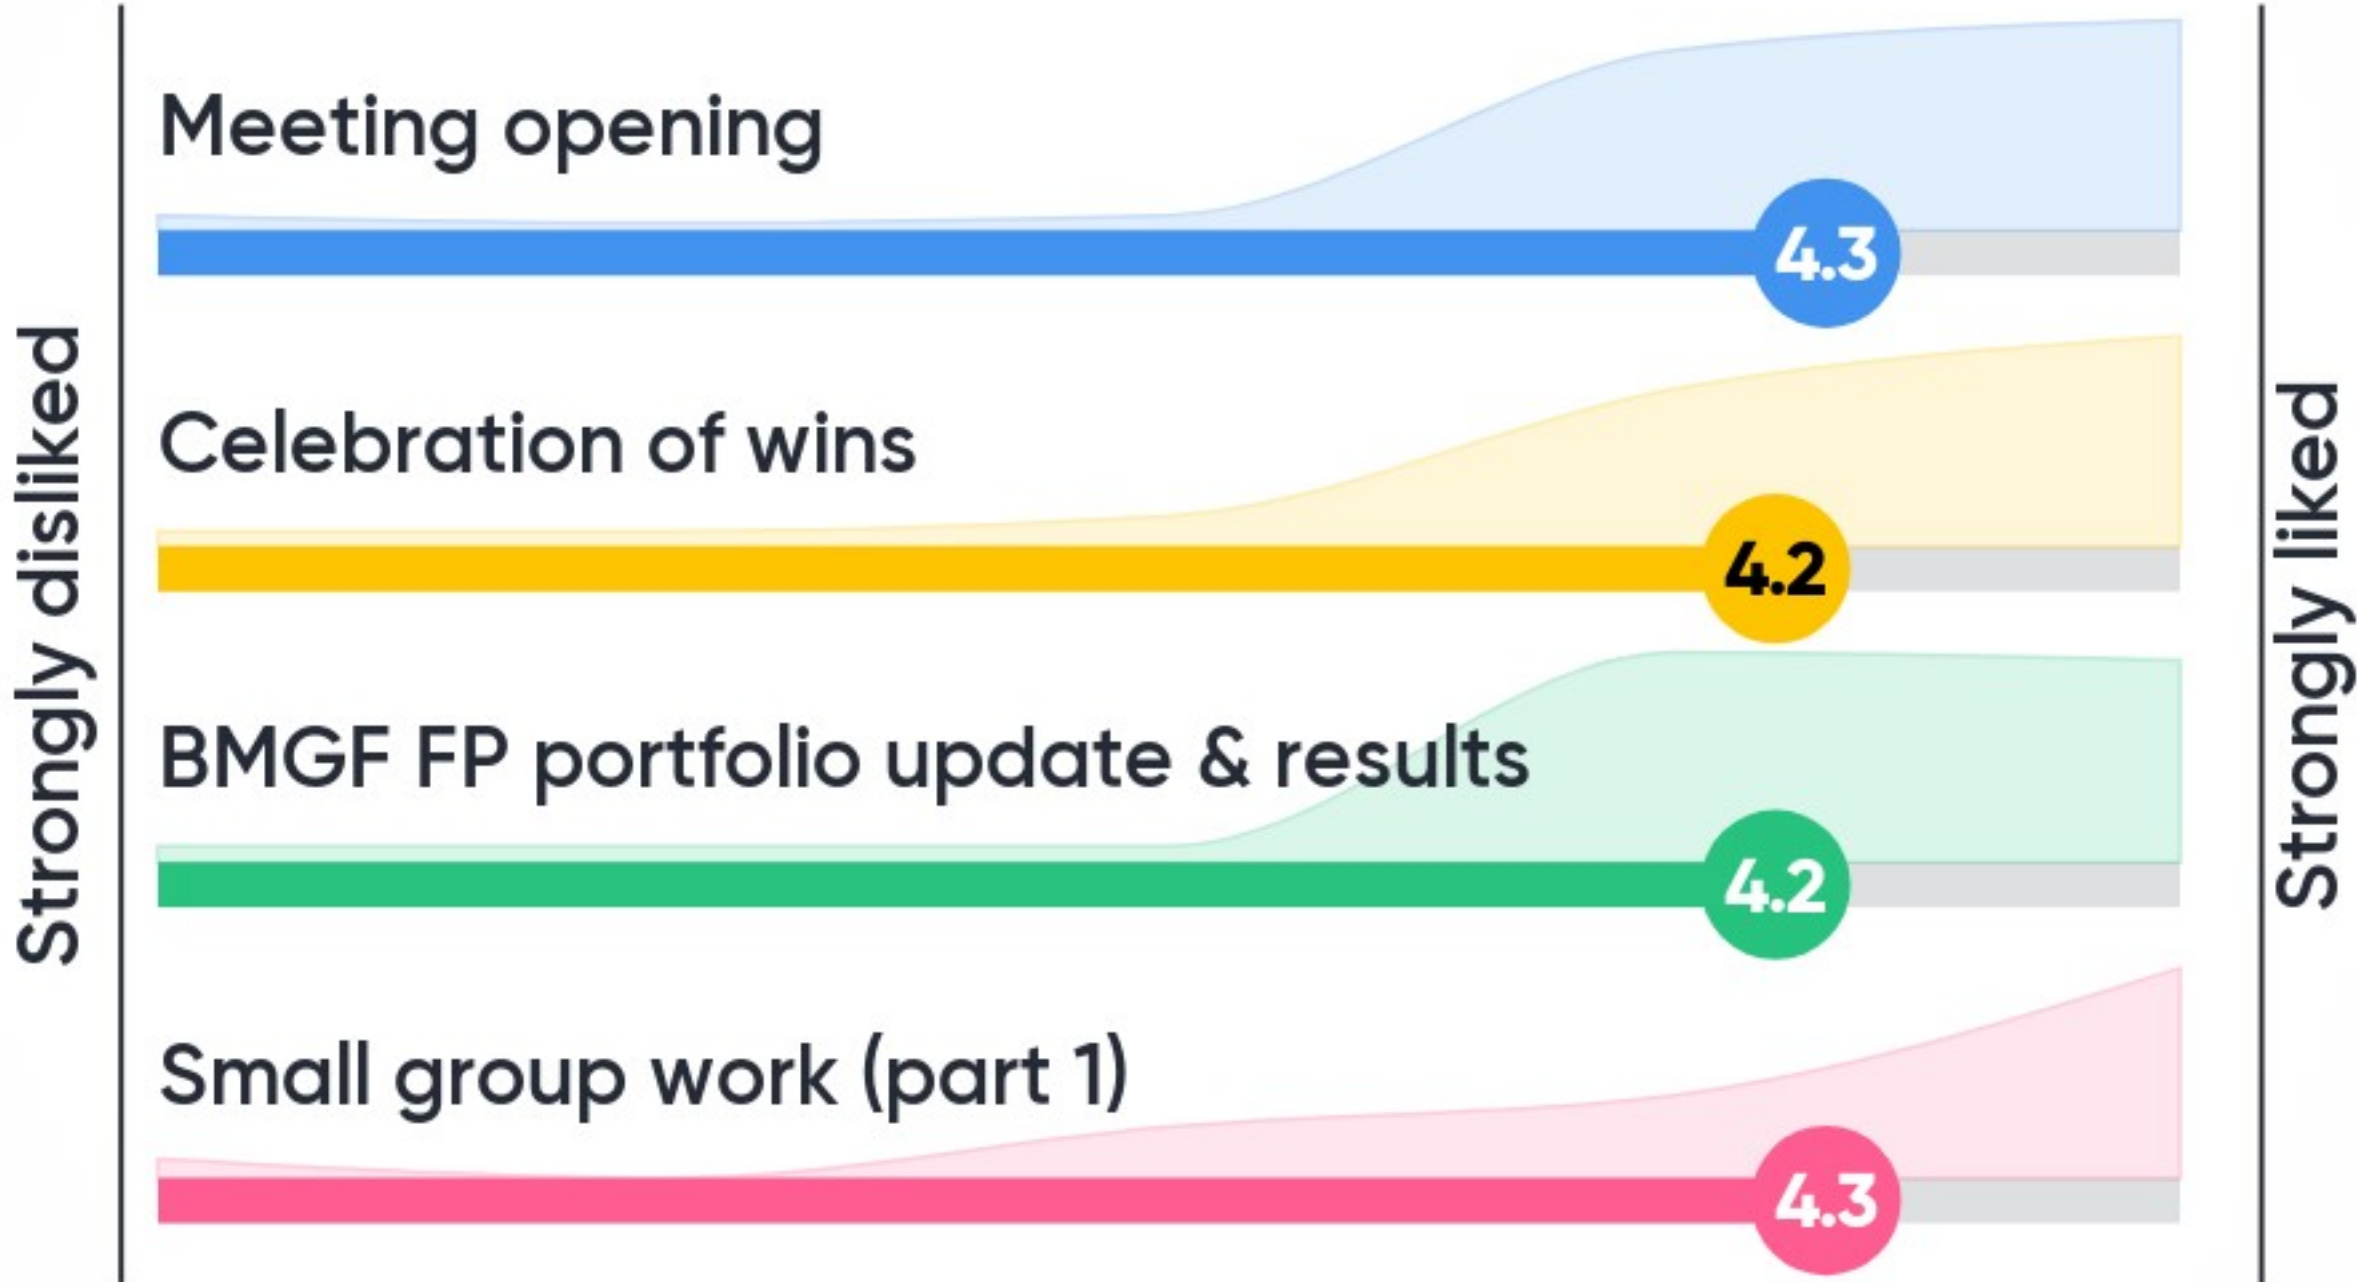 Strongly disliked
Meeting opening
4.3
Celebration of wins
4.2
BMGF FP portfolio update & results
4.2
Small group work (part 1)
4.3
Strongly liked